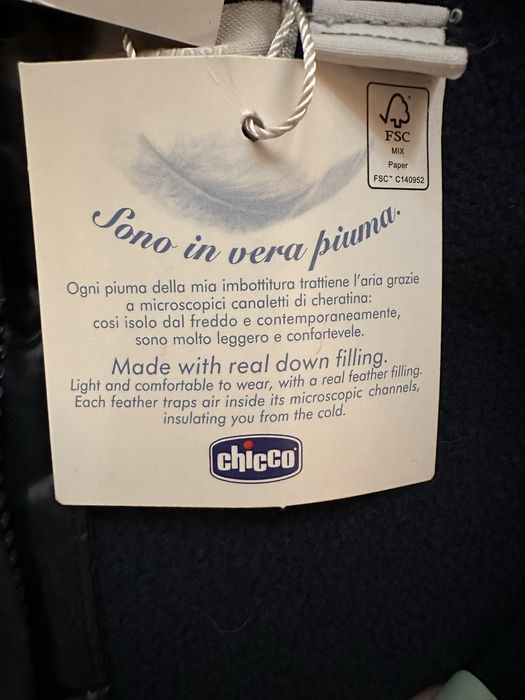 FSC
MIX
Paper
FSC™ C140952
Sono in vera piuma.
Ogni piuma della mia imbottitura trattiene l'aria grazie
a microscopici canaletti di cheratina:
cosi isolo dal freddo e contemporaneamente,
sono molto leggero e confortevole.
Made with real down filling.
Light and comfortable to wear, with a real feather filling.
Each feather traps air inside its microscopic channels,
insulating you from the cold.
chicco